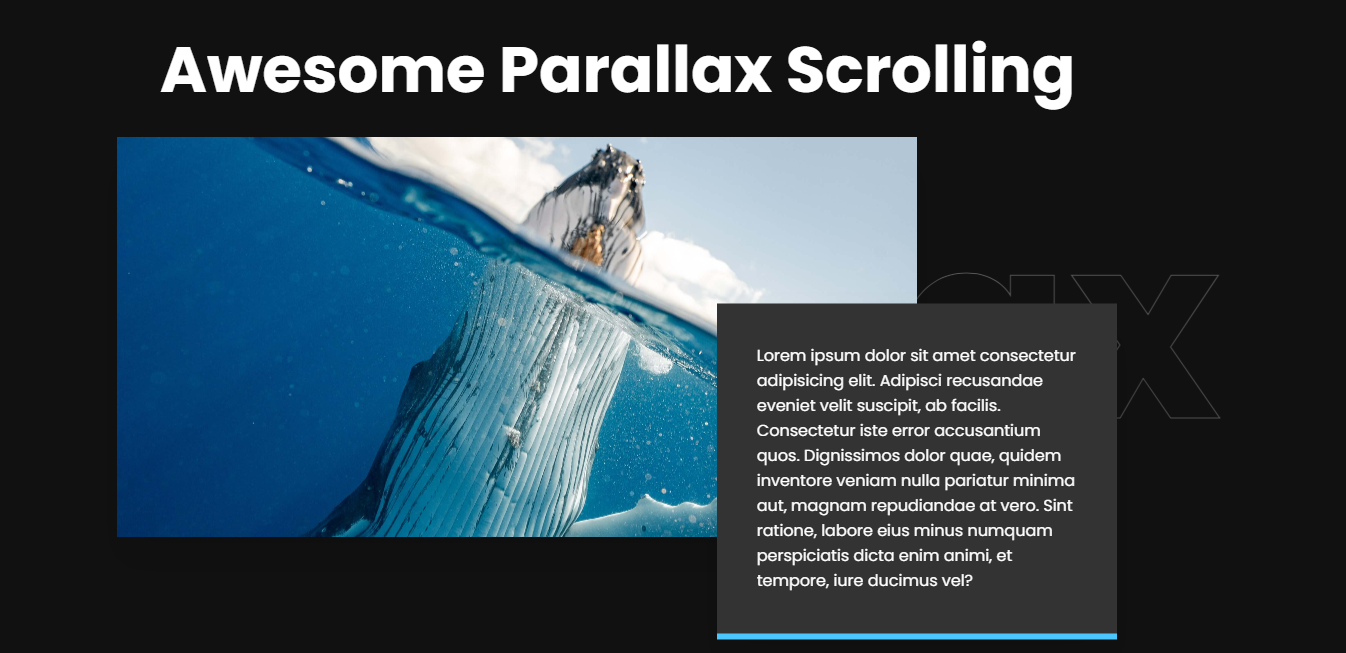 Awesome Parallax Scrolling
ax
Lorem ipsum dolor sit amet consectetur
adipisicing elit. Adipisci recusandae
eveniet velit suscipit, ab facilis.
Consectetur iste error accusantium
quos. Dignissimos dolor quae, quidem
inventore veniam nulla pariatur minima
aut, magnam repudiandae at vero. Sint
ratione, labore eius minus numquam
perspiciatis dicta enim animi, et
tempore, iure ducimus vel?